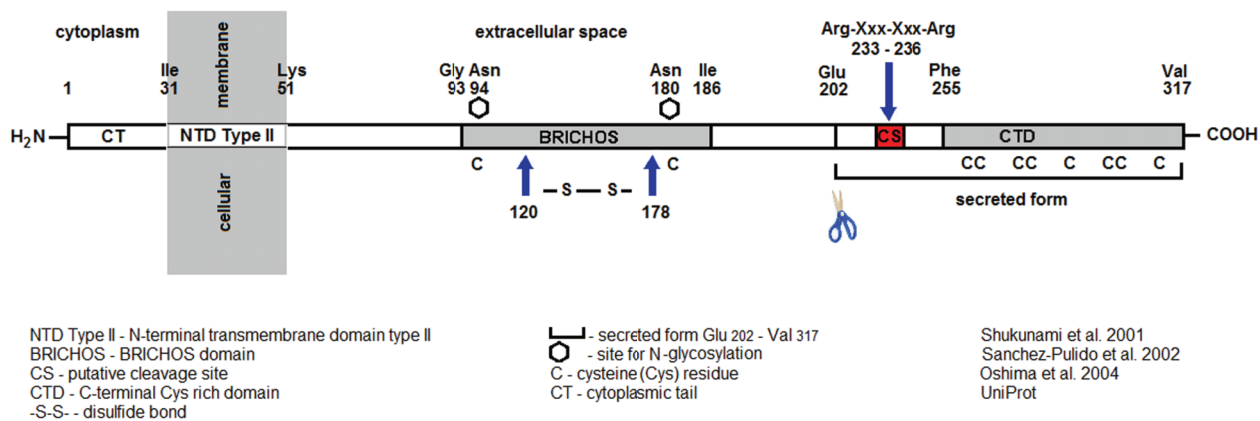 cytoplasm
extracellular space
Arg-Xxx-Xxx-Arg
233 - 236
membrane
1
Ile
31
Lys
51
Gly Asn
93 94
Asn
180
Ile
186
Glu
202
Phe
255
Val
317
H2N
CT
NTD Type II
BRICHOS
CS
CTD
COOH
C
C
CC
CC
C
CC
C
S
S
120
178
secreted form
cellular
NTD Type II - N-terminal transmembrane domain type II
BRICHOS - BRICHOS domain
CS - putative cleavage site
CTD - C-terminal Cys rich domain
-S-S- - disulfide bond
- secreted form Glu 202 - Val 317
- site for N-glycosylation
C - cysteine (Cys) residue
CT - cytoplasmic tail
Shukunami et al. 2001
Sanchez-Pulido et al. 2002
Oshima et al. 2004
UniProt